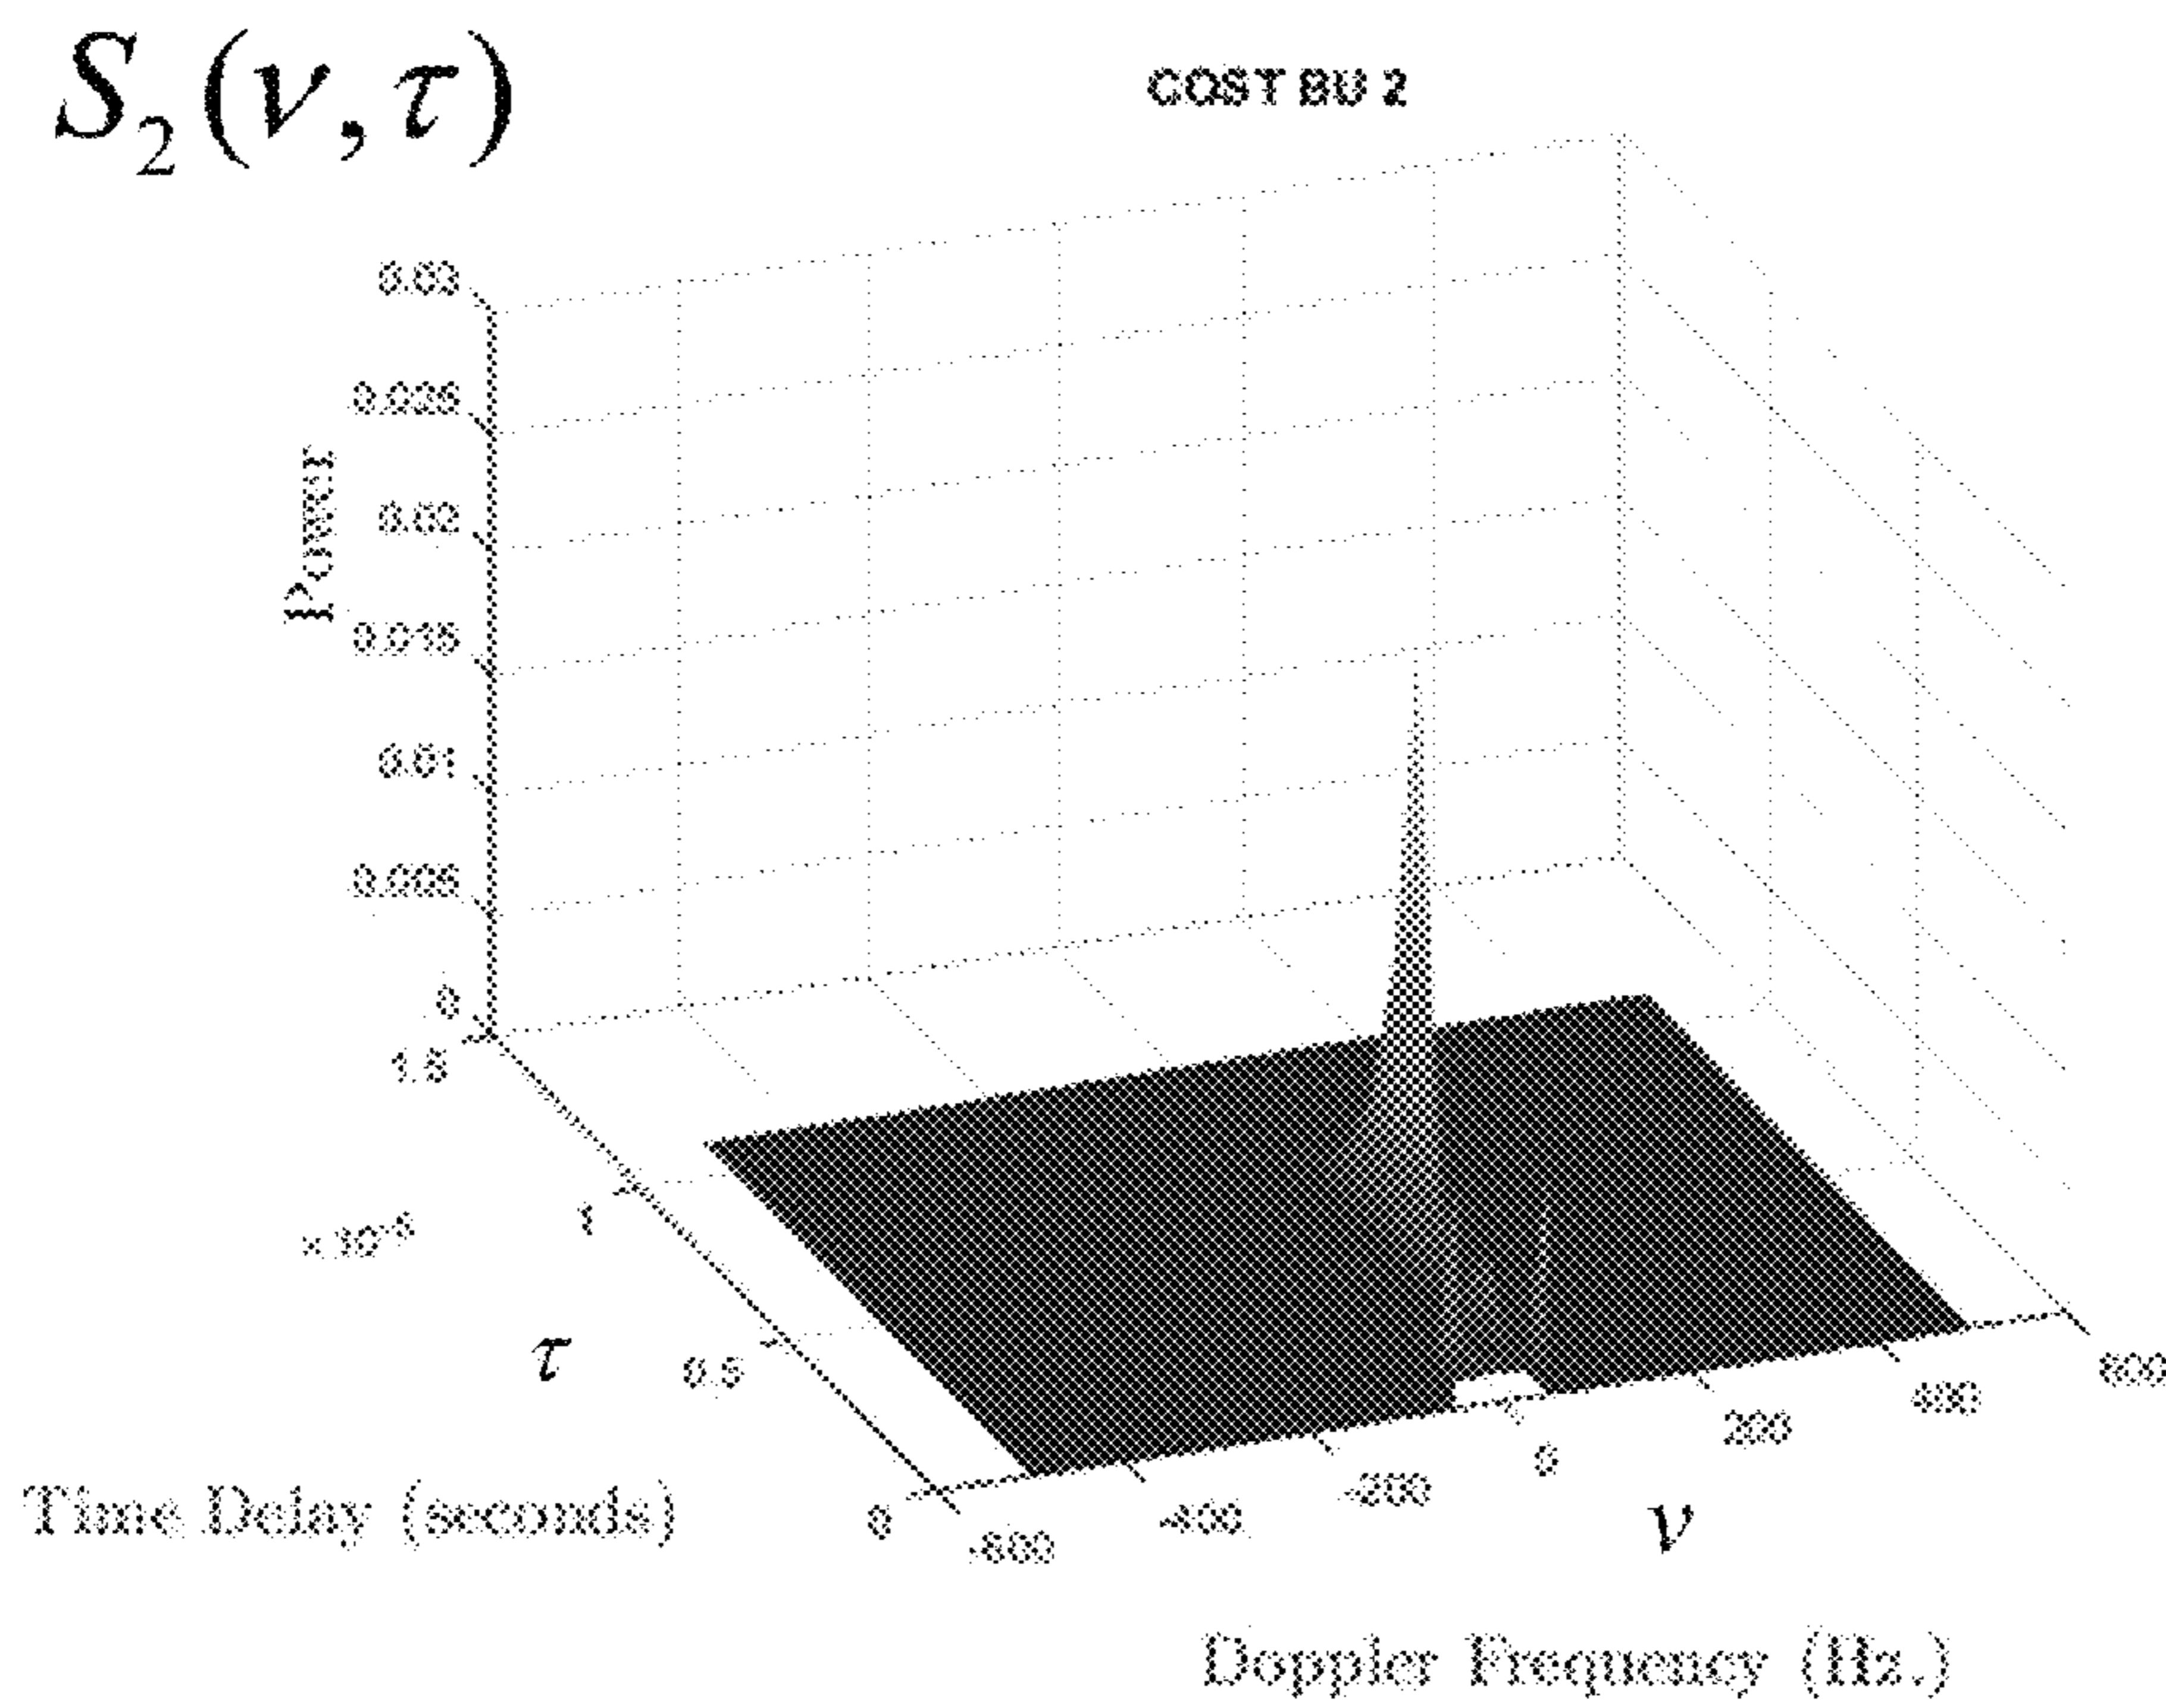 S₂(ν, τ)
COST BU 2
Power
0.03
0.025
0.02
0.015
0.01
0.005
0
1.5
1
0.5
0
τ
Time Delay (seconds)
-600
-400
-200
0
200
400
600
ν
Doppler Frequency (Hz.)